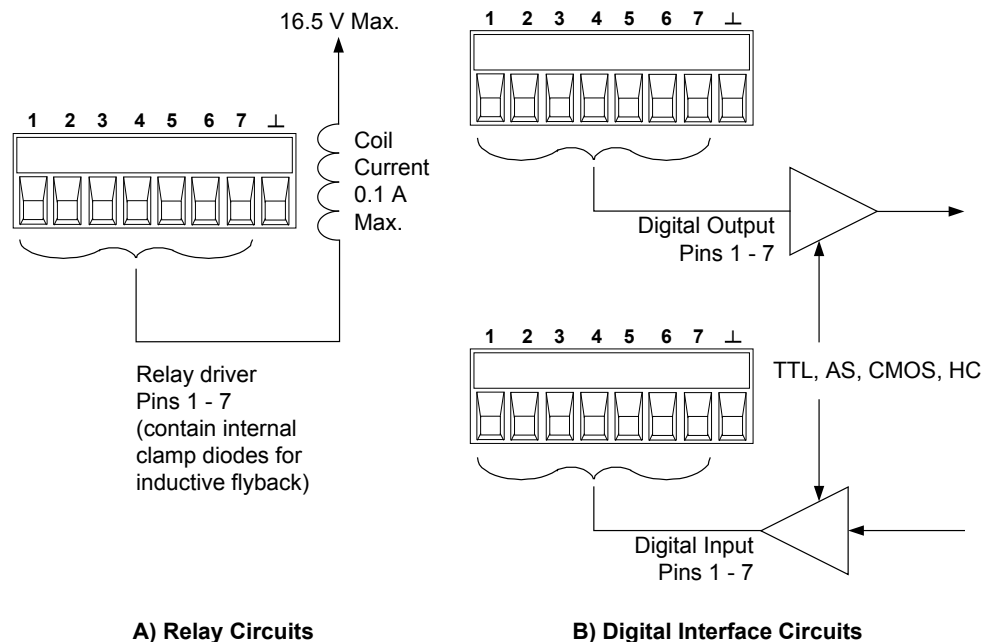 16.5 V Max.
1 2 3 4 5 6 7 ⊥
Coil
Current
0.1 A
Max.
Relay driver
Pins 1 - 7
(contain internal
clamp diodes for
inductive flyback)
A) Relay Circuits
1 2 3 4 5 6 7 ⊥
Digital Output
Pins 1 - 7
TTL, AS, CMOS, HC
1 2 3 4 5 6 7 ⊥
Digital Input
Pins 1 - 7
B) Digital Interface Circuits